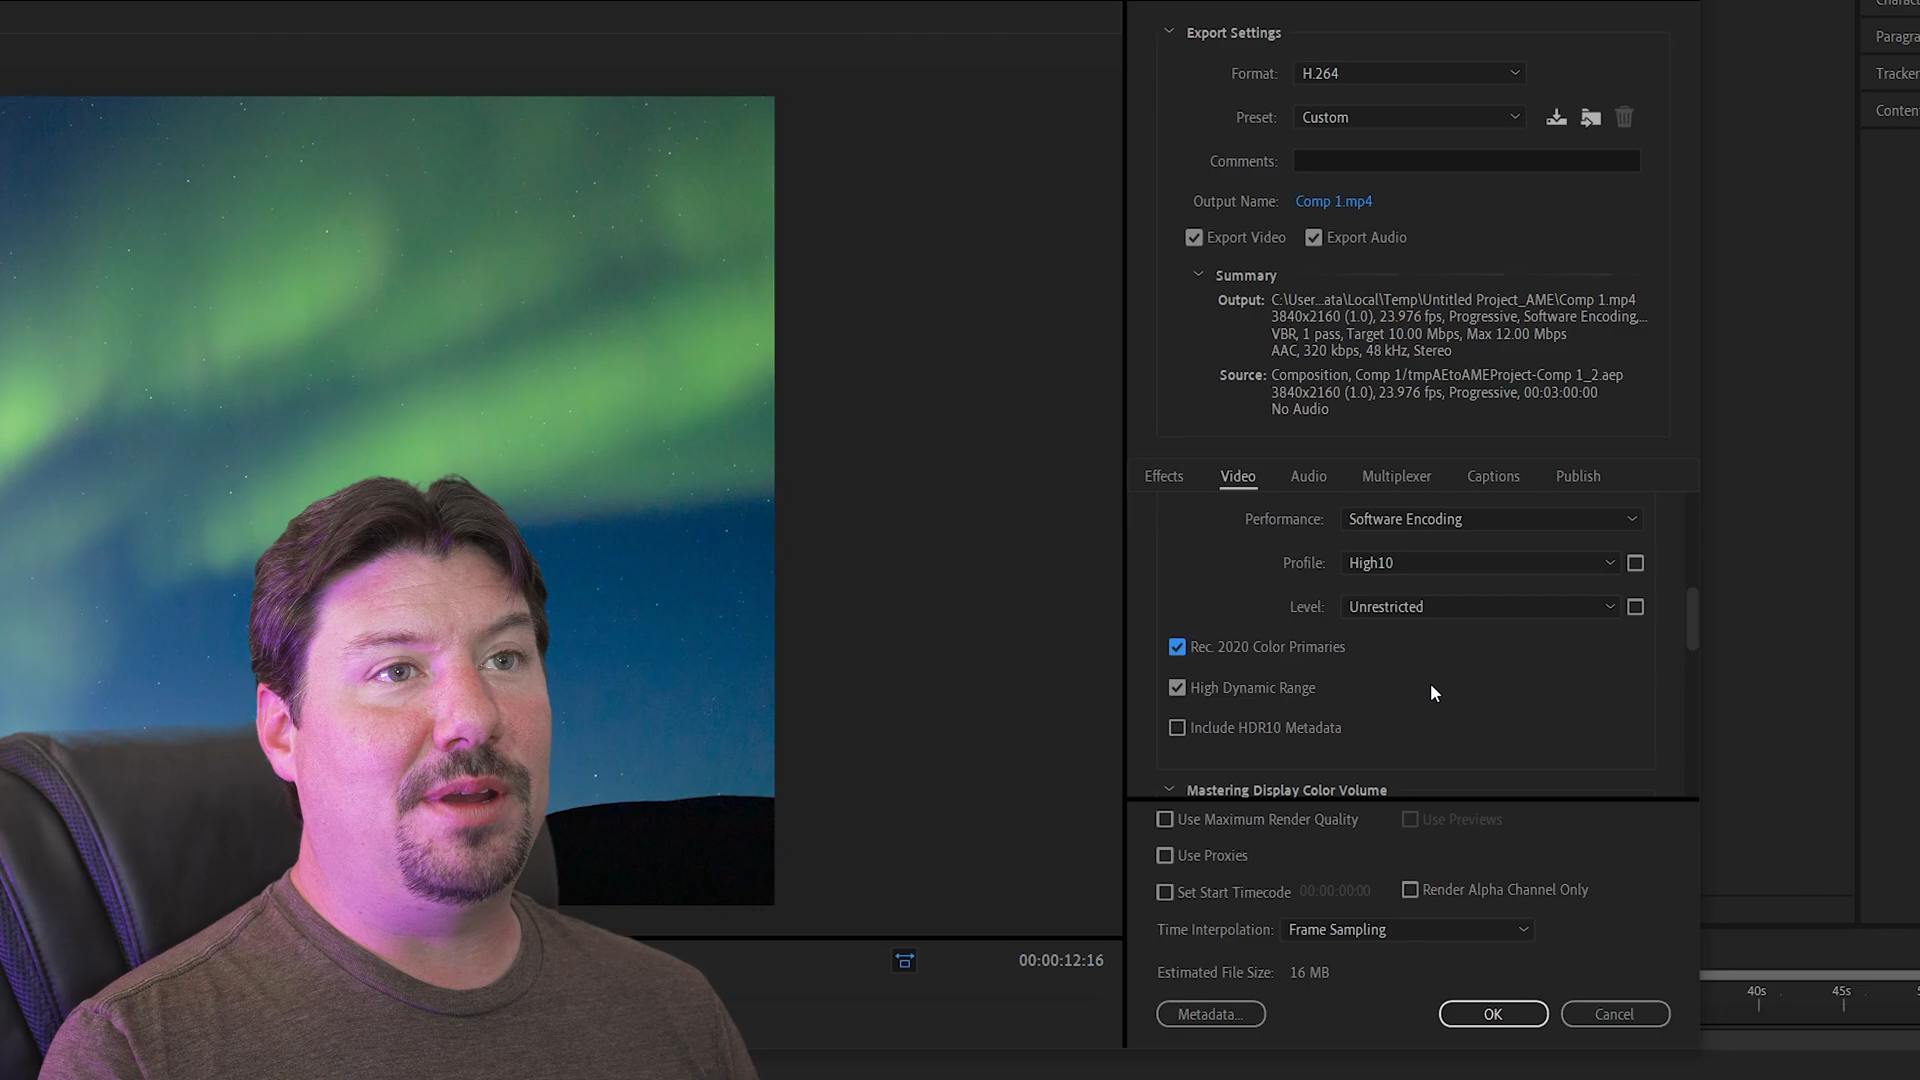 Export Settings
Format: H.264
Preset: Custom
Comments:
Output Name: Comp 1.mp4
Export Video Export Audio
Summary
Output: C:\User...ata\Local\Temp\Untitled Project_AME\Comp 1.mp4
3840x2160 (1.0), 23.976 fps, Progressive, Software Encoding,...
VBR, 1 pass, Target 10.00 Mbps, Max 12.00 Mbps
AAC, 320 kbps, 48 kHz, Stereo
Source: Composition, Comp 1/tmpAEtoAMEProject-Comp 1_2.aep
3840x2160 (1.0), 23.976 fps, Progressive, 00:03:00:00
No Audio
Effects Video Audio Multiplexer Captions Publish
Performance: Software Encoding
Profile: High10
Level: Unrestricted
Rec. 2020 Color Primaries
High Dynamic Range
Include HDR10 Metadata
Mastering Display Color Volume
Use Maximum Render Quality Use Previews
Use Proxies
Set Start Timecode 00:00:00:00 Render Alpha Channel Only
Time Interpolation: Frame Sampling
Estimated File Size: 16 MB
Metadata... OK Cancel
00:00:12:16
Paragra
Tracker
Conten
40s 45s